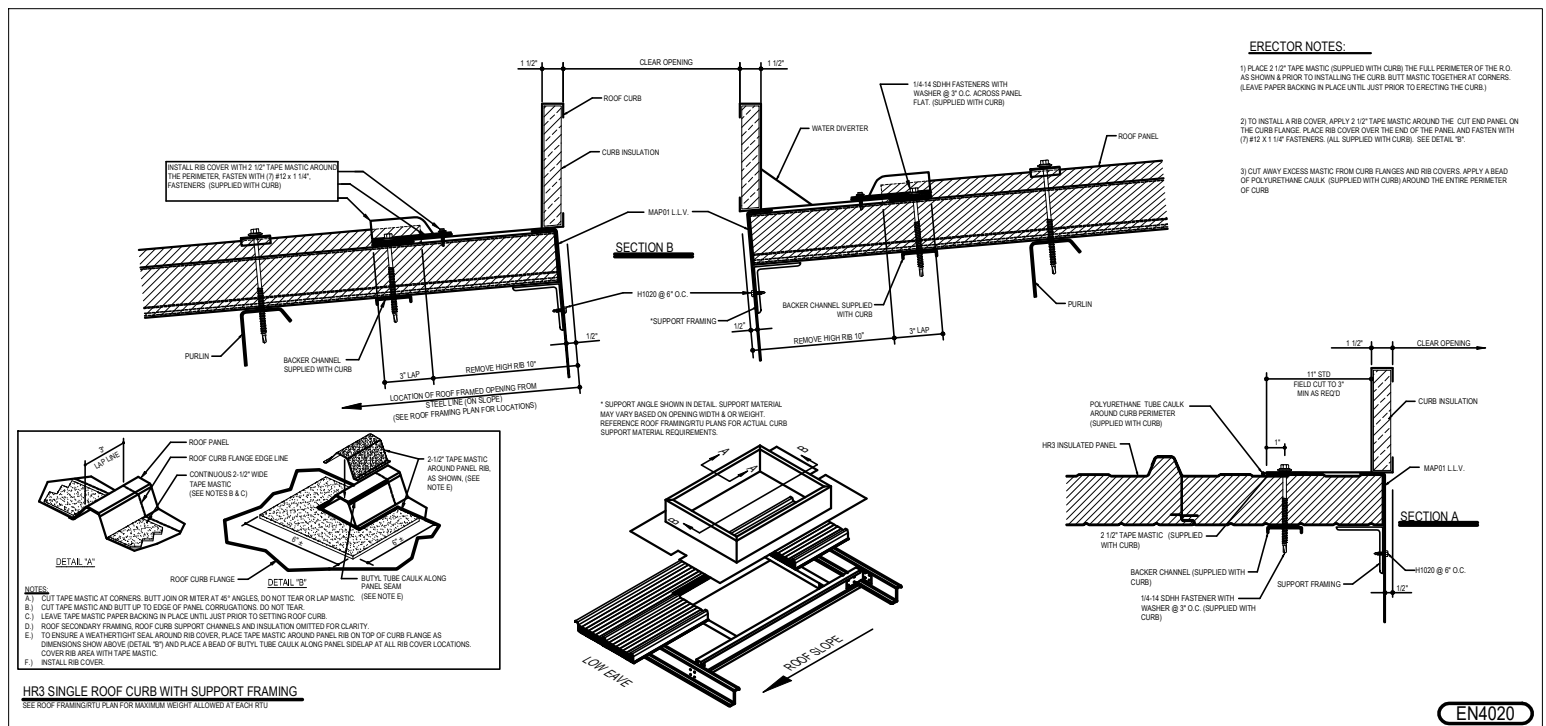 1 1/2"
CLEAR OPENING
1 1/2"
ROOF CURB
CURB INSULATION
1/4-14 SDHH FASTENERS WITH
WASHER @ 3" O.C. ACROSS PANEL
FLAT. (SUPPLIED WITH CURB)
WATER DIVERTER
ROOF PANEL
INSTALL RIB COVER WITH 2 1/2" TAPE MASTIC AROUND
THE PERIMETER, FASTEN WITH (7) #12 x 1 1/4",
FASTENERS (SUPPLIED WITH CURB)
MAP01 L.L.V.
SECTION B
H1020 @ 6" O.C.
*SUPPORT FRAMING
BACKER CHANNEL SUPPLIED
WITH CURB
PURLIN
1/2"
REMOVE HIGH RIB 10"
3" LAP
PURLIN
BACKER CHANNEL
SUPPLIED WITH CURB
3" LAP
REMOVE HIGH RIB 10"
1/2"
LOCATION OF ROOF FRAMED OPENING FROM
STEEL LINE (ON SLOPE)
(SEE ROOF FRAMING PLAN FOR LOCATIONS)
* SUPPORT ANGLE SHOWN IN DETAIL. SUPPORT MATERIAL
MAY VARY BASED ON OPENING WIDTH & OR WEIGHT.
REFERENCE ROOF FRAMING/RTU PLANS FOR ACTUAL CURB
SUPPORT MATERIAL REQUIREMENTS.
ERECTOR NOTES:
1) PLACE 2 1/2" TAPE MASTIC (SUPPLIED WITH CURB) THE FULL PERIMETER OF THE R.O.
AS SHOWN & PRIOR TO INSTALLING THE CURB. BUTT MASTIC TOGETHER AT CORNERS.
(LEAVE PAPER BACKING IN PLACE UNTIL JUST PRIOR TO ERECTING THE CURB.)
2) TO INSTALL A RIB COVER, APPLY 2 1/2" TAPE MASTIC AROUND THE CUT END PANEL ON
THE CURB FLANGE. PLACE RIB COVER OVER THE END OF THE PANEL AND FASTEN WITH
(7) #12 X 1 1/4" FASTENERS. (ALL SUPPLIED WITH CURB). SEE DETAIL "B".
3) CUT AWAY EXCESS MASTIC FROM CURB FLANGES AND RIB COVERS. APPLY A BEAD
OF POLYURETHANE CAULK (SUPPLIED WITH CURB) AROUND THE ENTIRE PERIMETER
OF CURB
1 1/2"
CLEAR OPENING
11" STD
FIELD CUT TO 3"
MIN AS REQ'D
POLYURETHANE TUBE CAULK
AROUND CURB PERIMETER
(SUPPLIED WITH CURB)
CURB INSULATION
1"
HR3 INSULATED PANEL
MAP01 L.L.V.
SECTION A
2 1/2" TAPE MASTIC (SUPPLIED
WITH CURB)
BACKER CHANNEL (SUPPLIED WITH
CURB)
SUPPORT FRAMING
H1020 @ 6" O.C.
1/2"
1/4-14 SDHH FASTENER WITH
WASHER @ 3" O.C. (SUPPLIED WITH
CURB)
3"
LAP LINE
ROOF PANEL
ROOF CURB FLANGE EDGE LINE
CONTINUOUS 2-1/2" WIDE
TAPE MASTIC
(SEE NOTES B & C)
DETAIL "A"
2-1/2" TAPE MASTIC
AROUND PANEL RIB,
AS SHOWN, (SEE
NOTE E)
6" ±
6" ±
ROOF CURB FLANGE
DETAIL "B"
BUTYL TUBE CAULK ALONG
PANEL SEAM
(SEE NOTE E)
NOTES:
A.) CUT TAPE MASTIC AT CORNERS. BUTT JOIN OR MITER AT 45° ANGLES, DO NOT TEAR OR LAP MASTIC.
B.) CUT TAPE MASTIC AND BUTT UP TO EDGE OF PANEL CORRUGATIONS. DO NOT TEAR.
C.) LEAVE TAPE MASTIC PAPER BACKING IN PLACE UNTIL JUST PRIOR TO SETTING ROOF CURB.
D.) ROOF SECONDARY FRAMING, ROOF CURB SUPPORT CHANNELS AND INSULATION OMITTED FOR CLARITY.
E.) TO ENSURE A WEATHERTIGHT SEAL AROUND RIB COVER, PLACE TAPE MASTIC AROUND PANEL RIB ON TOP OF CURB FLANGE AS
DIMENSIONS SHOW ABOVE (DETAIL "B") AND PLACE A BEAD OF BUTYL TUBE CAULK ALONG PANEL SIDELAP AT ALL RIB COVER LOCATIONS.
COVER RIB AREA WITH TAPE MASTIC.
F.) INSTALL RIB COVER.
A
A
B
B
LOW EAVE
ROOF SLOPE
HR3 SINGLE ROOF CURB WITH SUPPORT FRAMING
SEE ROOF FRAMING/RTU PLAN FOR MAXIMUM WEIGHT ALLOWED AT EACH RTU
EN4020